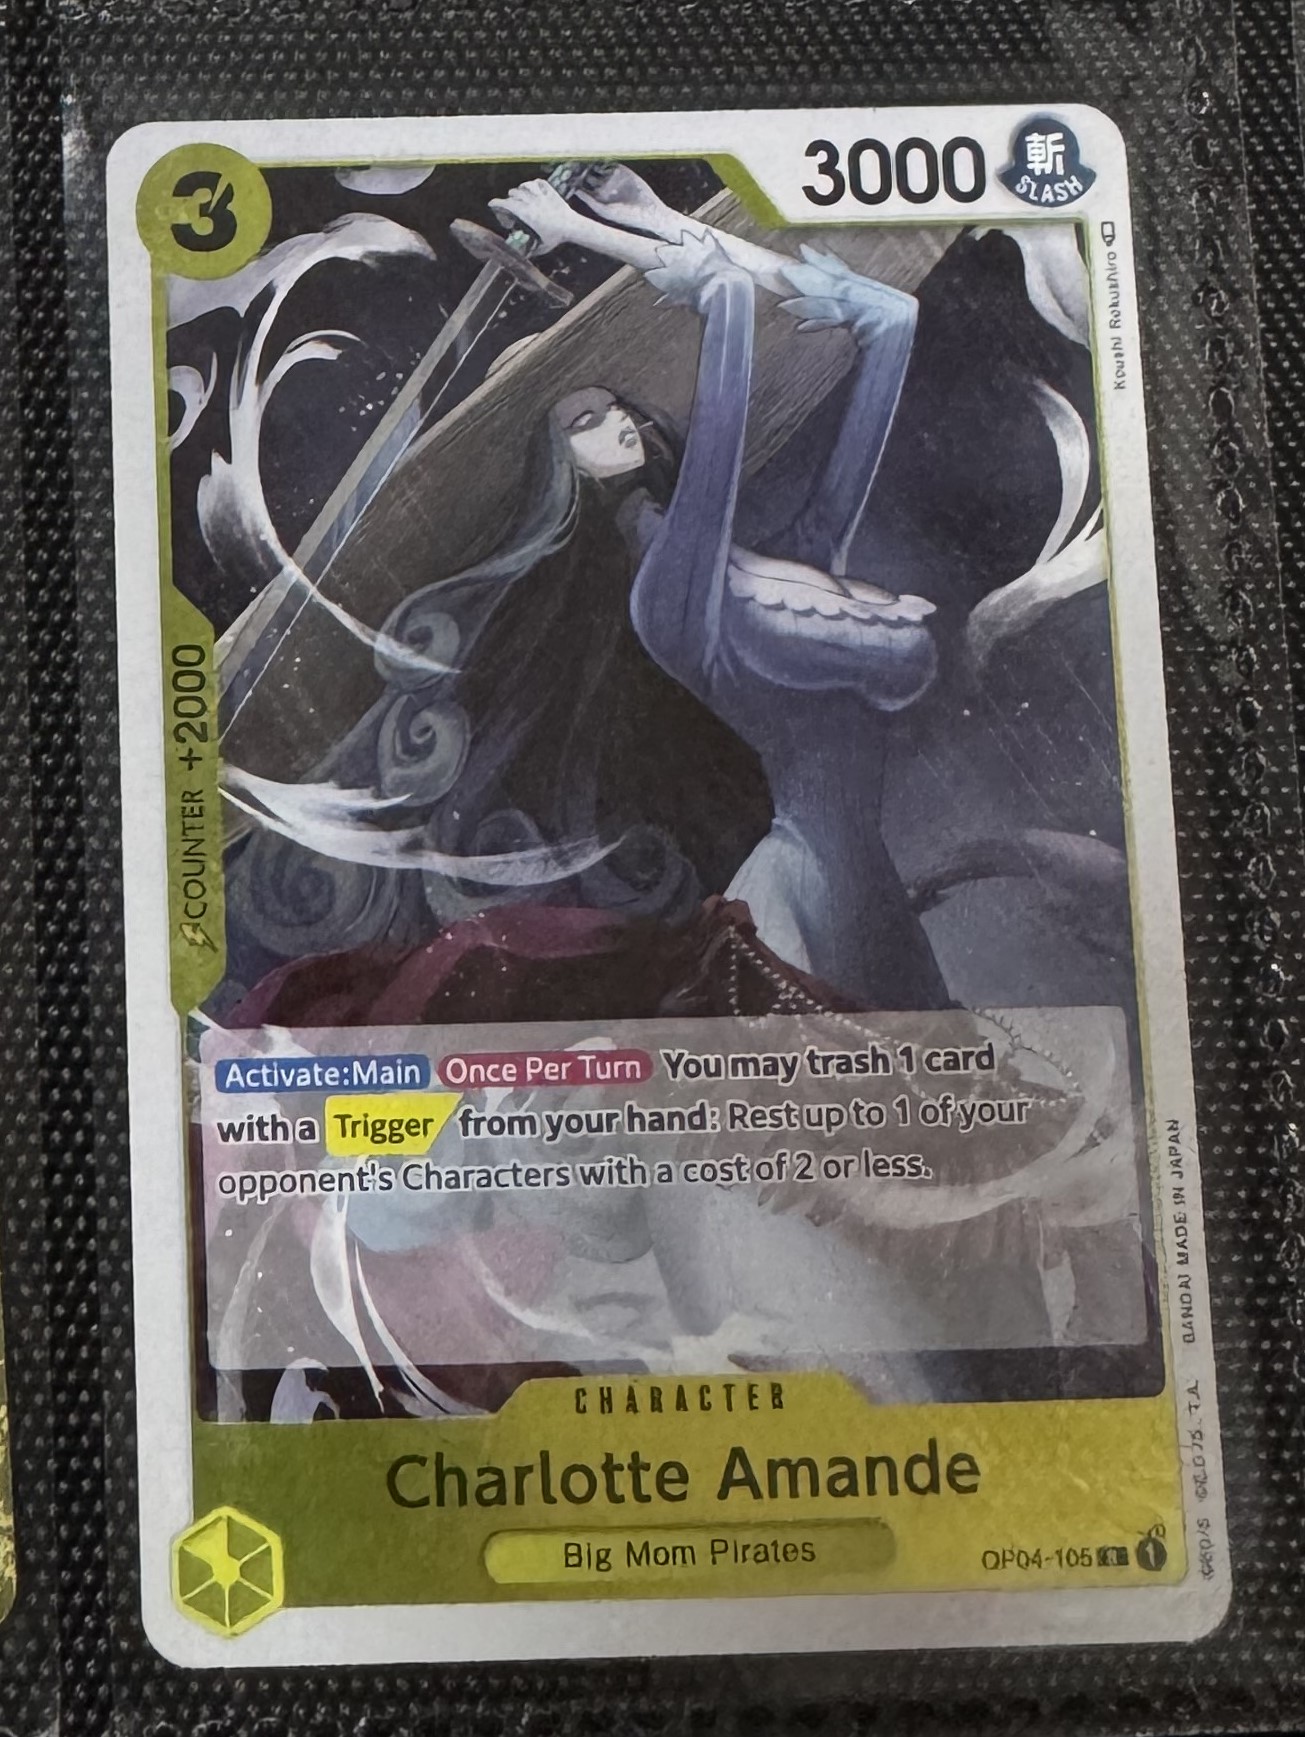 3
3000
斬
SLASH
Koushi Rokushiro
COUNTER +2000
Activate:Main Once Per Turn You may trash 1 card
with a Trigger from your hand: Rest up to 1 of your
opponent's Characters with a cost of 2 or less.
BANDAI MADE IN JAPAN
CHARACTER
Charlotte Amande
Big Mom Pirates
OP04-105
1